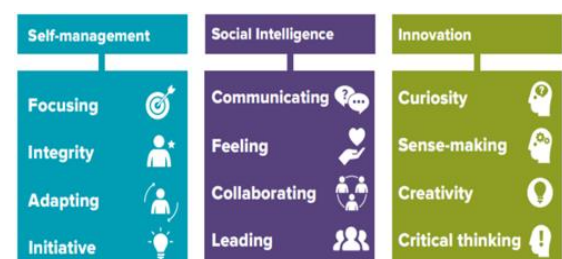 Self-management
Focusing
Integrity
Adapting
Initiative
Social Intelligence
Communicating
Feeling
Collaborating
Leading
Innovation
Curiosity
Sense-making
Creativity
Critical thinking